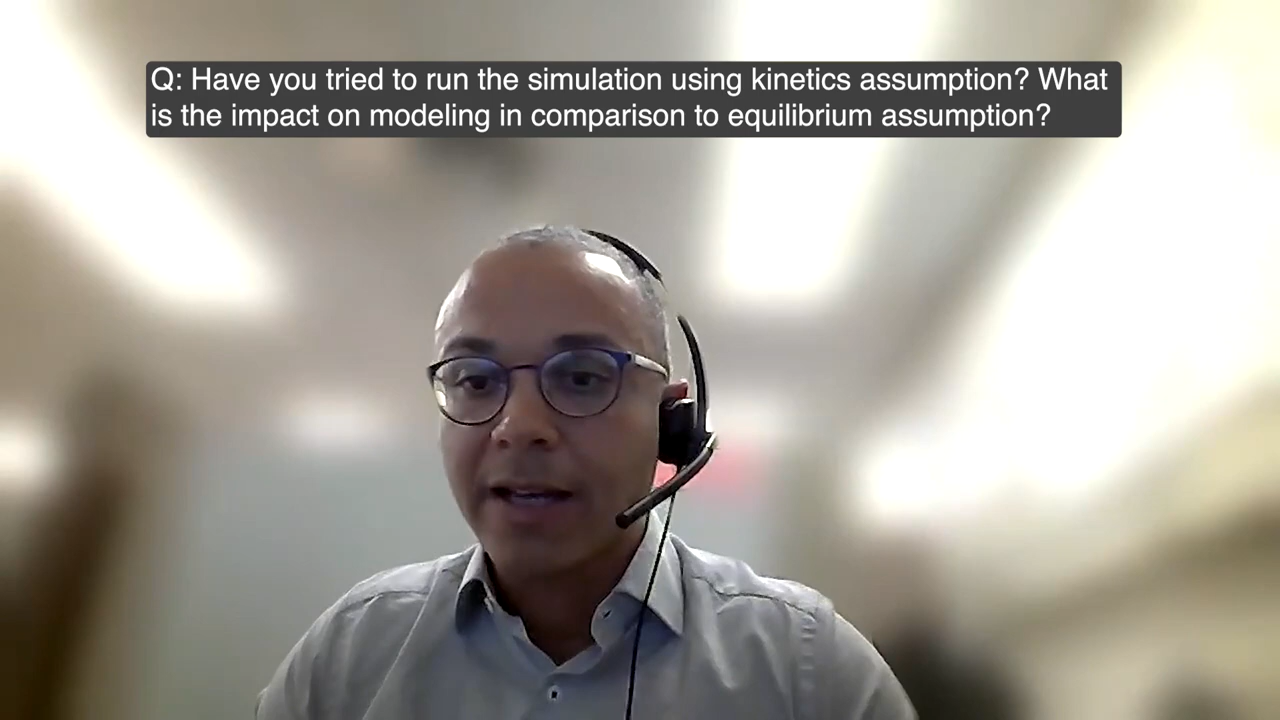 Q: Have you tried to run the simulation using kinetics assumption? What
is the impact on modeling in comparison to equilibrium assumption?